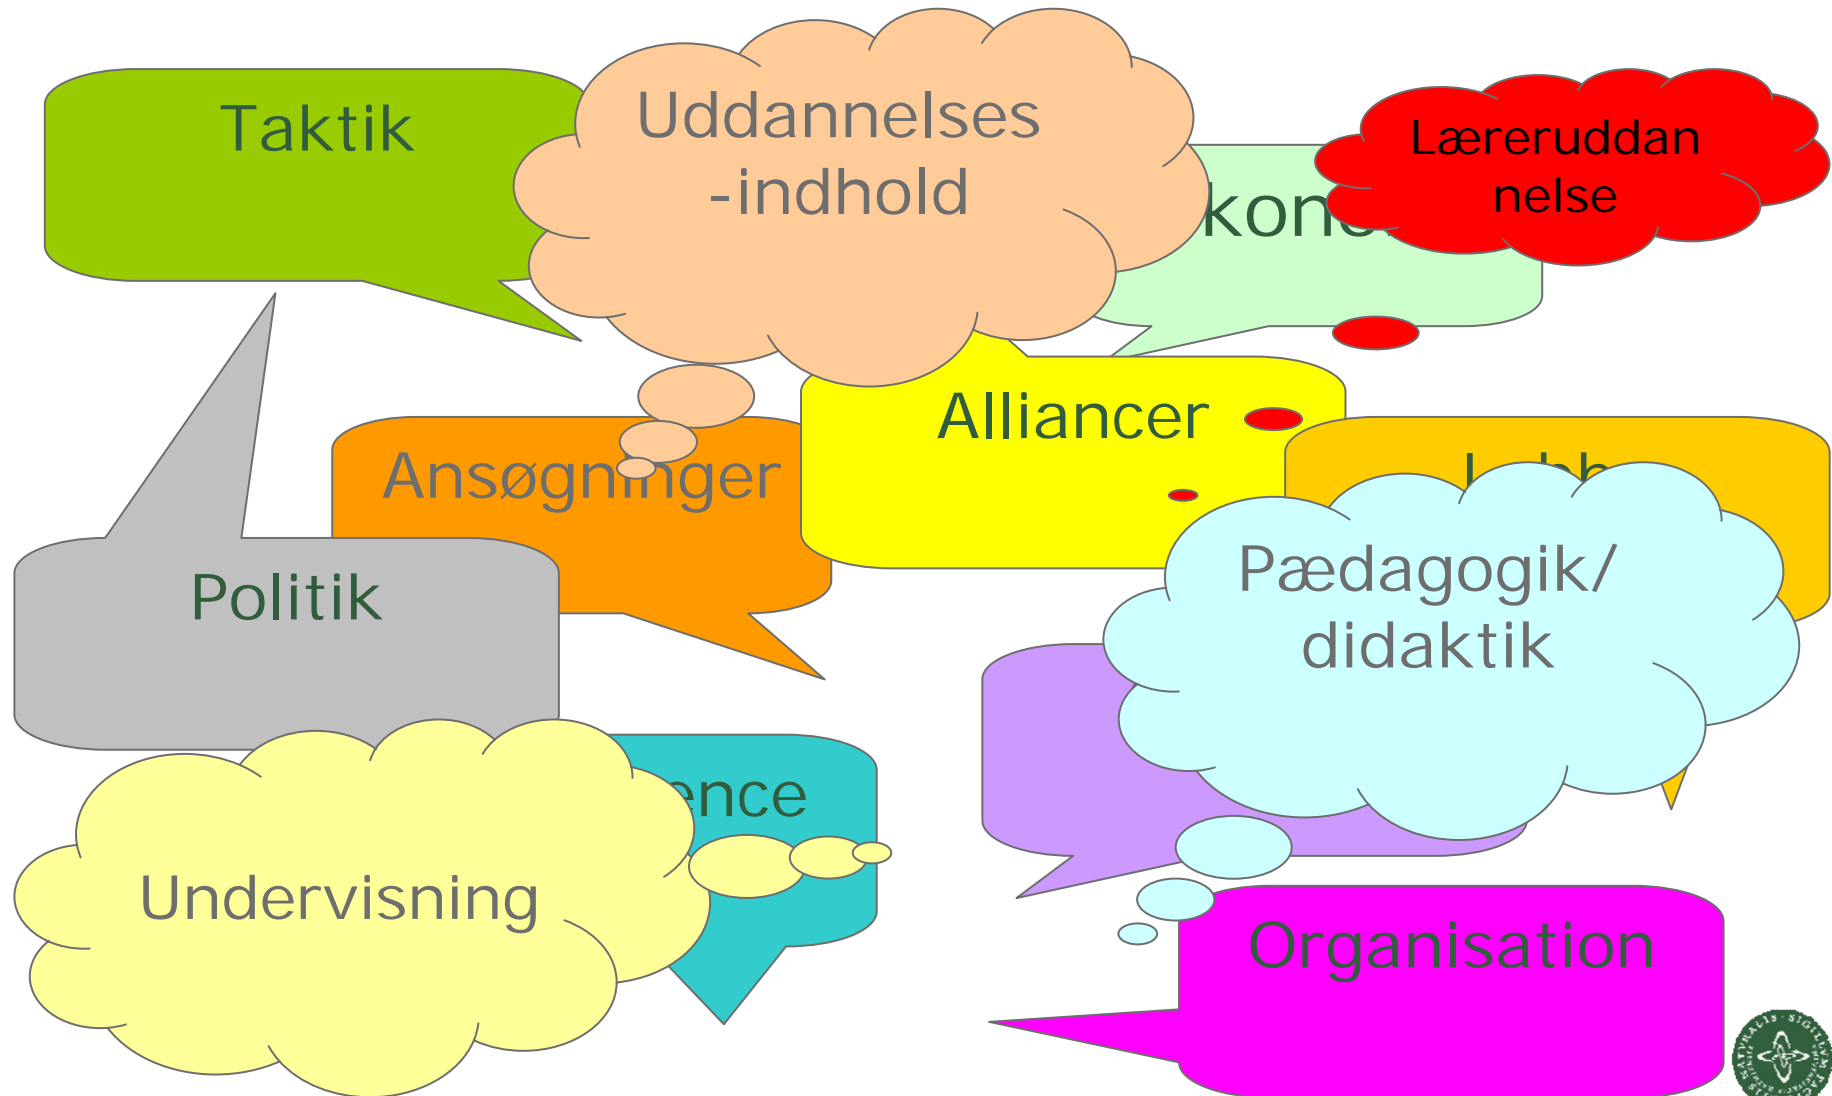 Taktik
Uddannelses
-indhold
Læreruddan
nelse
Alliancer
Ansøgninger
Pædagogik/
didaktik
Politik
Undervisning
Organisation